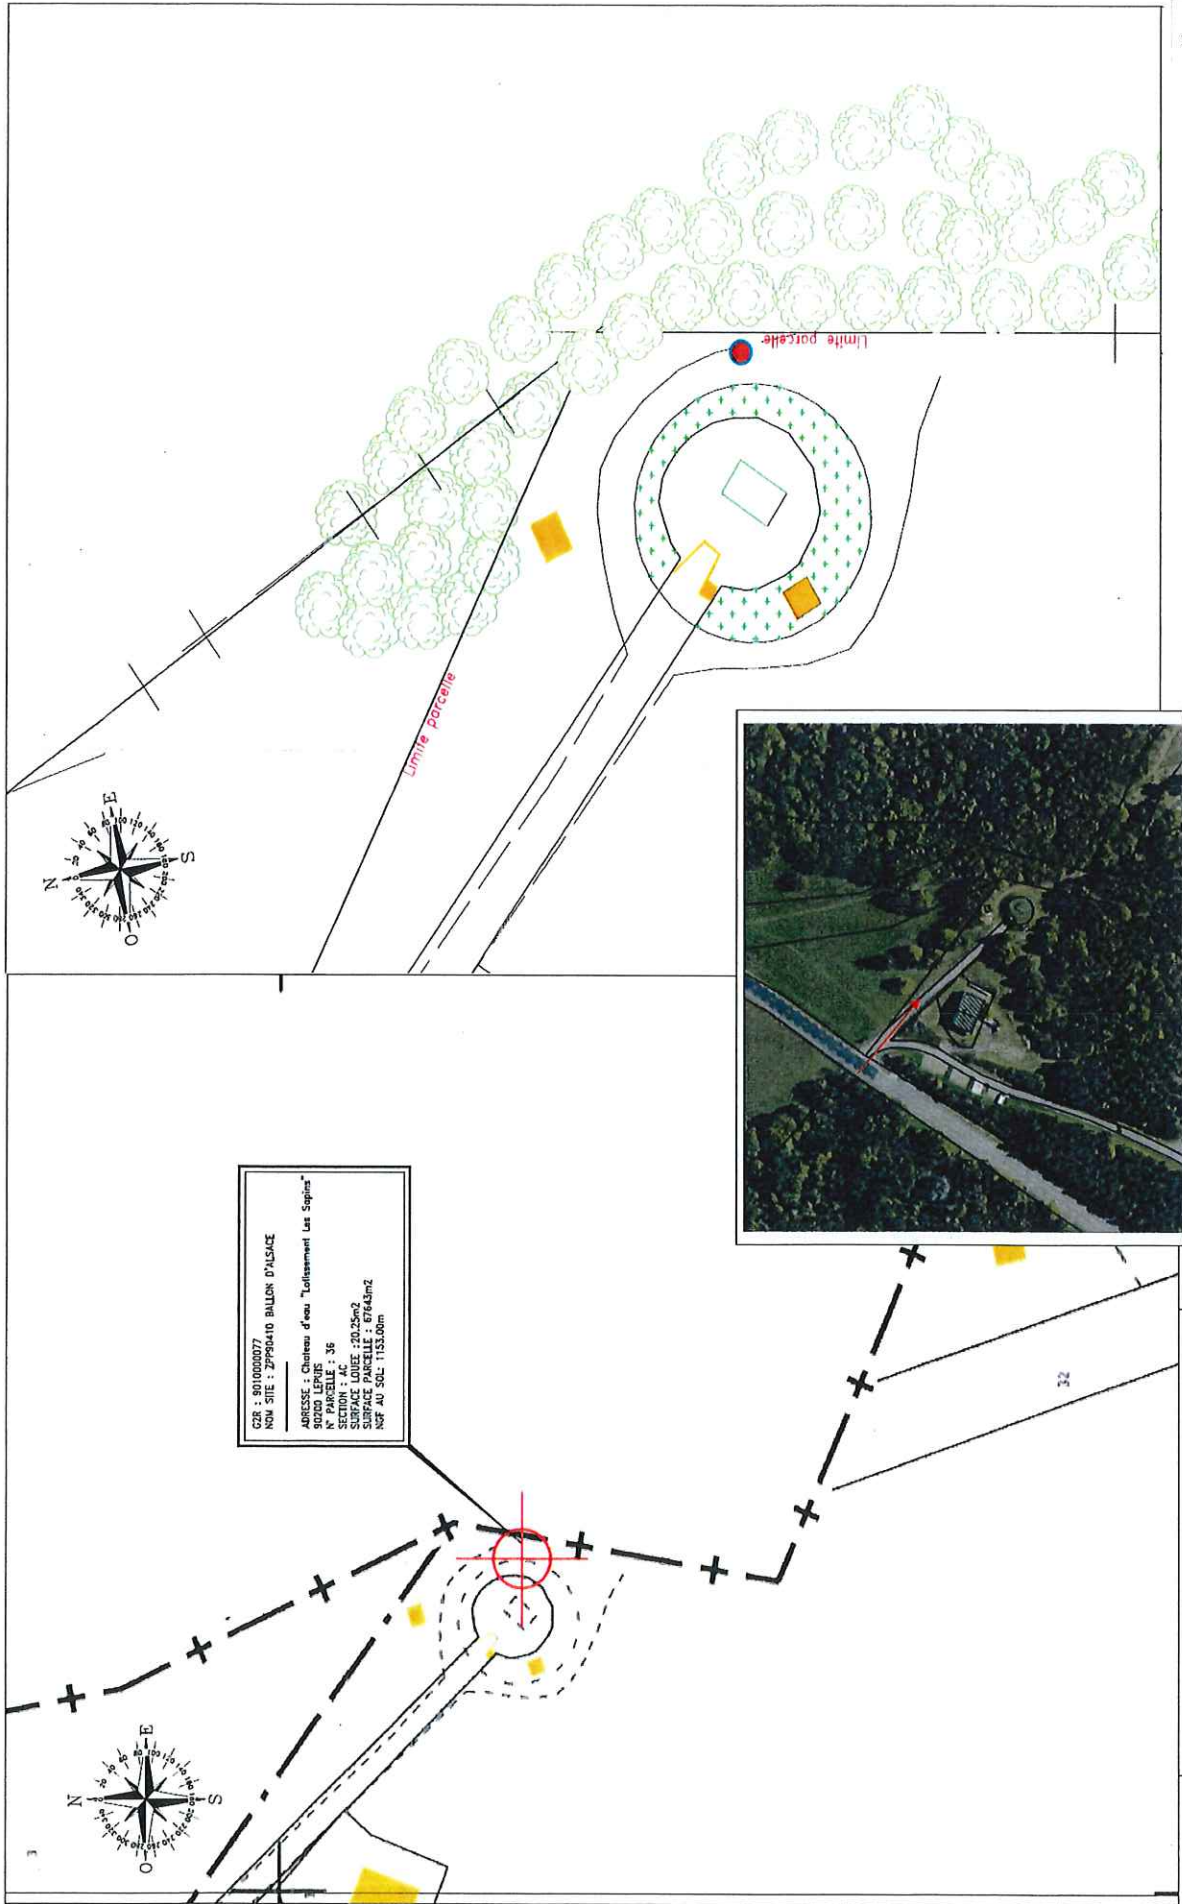 G2R : 9010000077
NOM SITE : ZPP90410 BALLON D'ALSACE
ADRESSE : Chateau d'eau "Lotissement Les Sapins"
90200 LEPUIS
N° PARCELLE : 36
SECTION : AC
SURFACE LOUEE :20.25m2
SURFACE PARCELLE : 67643m2
NGF AU SOL: 1153.00m
32
N
E
S
O
Limite parcelle
Limite parcelle
N
E
S
O